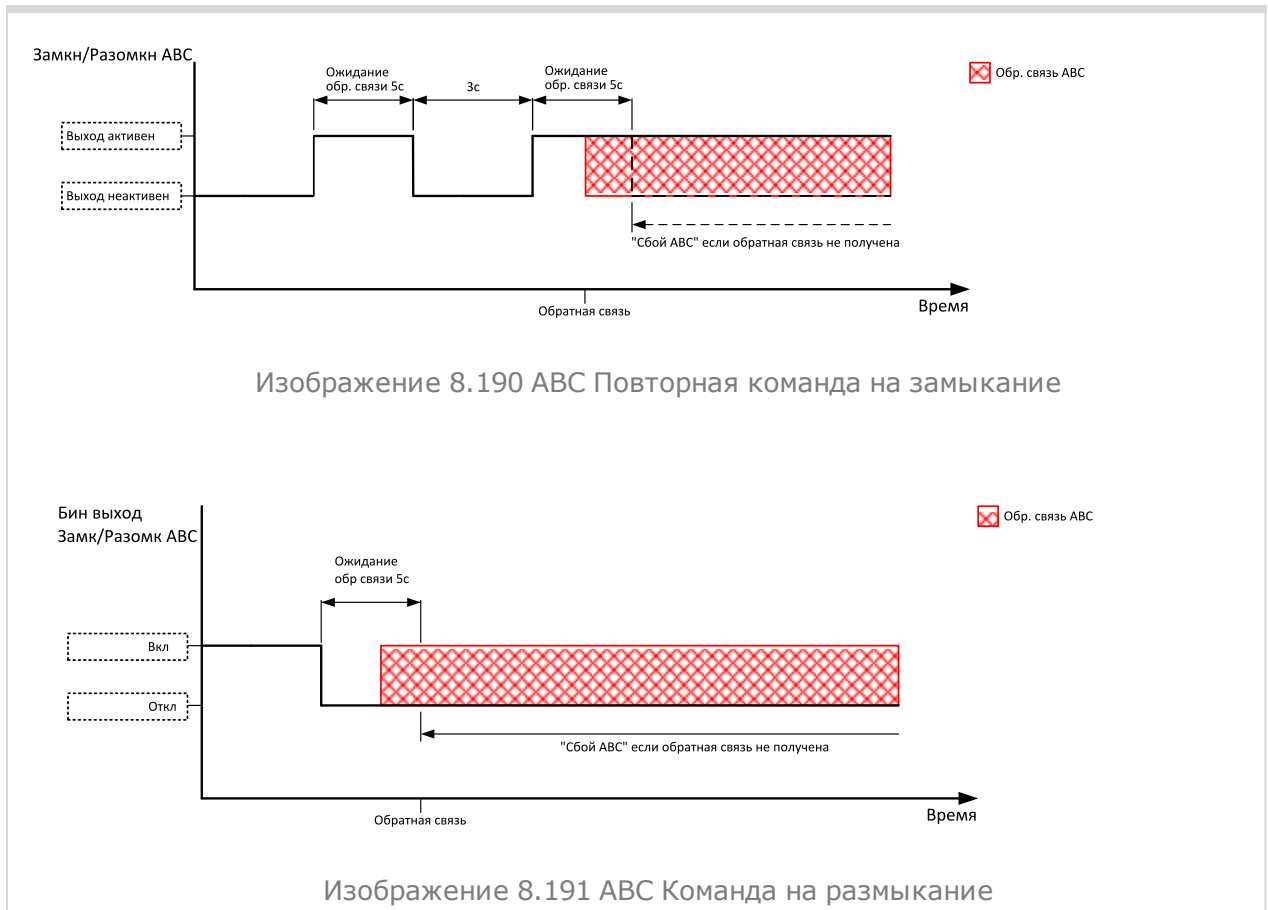 Замкн/Разомкн АВС
Ожидание
обр. связи 5с
3с
Ожидание
обр. связи 5с
Обр. связь АВС
Выход активен
Выход неактивен
"Сбой АВС" если обратная связь не получена
Обратная связь
Время
Изображение 8.190 АВС Повторная команда на замыкание
Бин выход
Замк/Разомк АВС
Обр. связь АВС
Ожидание
обр связи 5с
Вкл
Откл
"Сбой АВС" если обратная связь не получена
Обратная связь
Время
Изображение 8.191 АВС Команда на размыкание